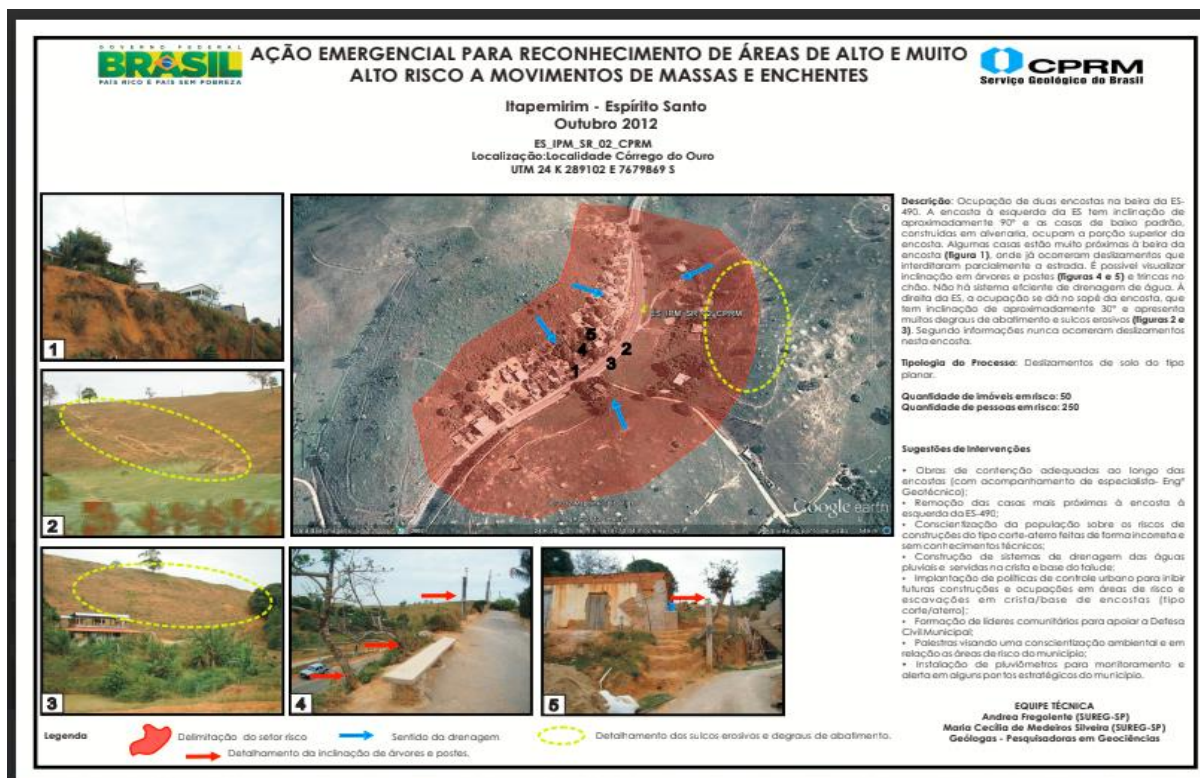 GOVERNO FEDERAL
BRASIL
PAÍS RICO É PAÍS SEM POBREZA
AÇÃO EMERGENCIAL PARA RECONHECIMENTO DE ÁREAS DE ALTO E MUITO
ALTO RISCO A MOVIMENTOS DE MASSAS E ENCHENTES
CPRM
Serviço Geológico do Brasil
Itapemirim - Espírito Santo
Outubro 2012
ES_IPM_SR_02_CPRM
Localização:Localidade Córrego do Ouro
UTM 24 K 289102 E 7679869 S
1
2
3
ES_IPM_SR_02_CPRM
5
4
2
3
1
Google earth
4
5
Descrição: Ocupação de duas encostas na beira da ES-
490. A encosta à esquerda da ES tem inclinação de
aproximadamente 90° e as casas de baixo padrão,
construídas em alvenaria, ocupam a porção superior da
encosta. Algumas casas estão muito próximas à beira da
encosta (figura 1), onde já ocorreram deslizamentos que
interditaram parcialmente a estrada. É possível visualizar
inclinação em árvores e postes (figuras 4 e 5) e trincas no
chão. Não há sistema eficiente de drenagem de água. À
direita da ES, a ocupação se dá no sopé da encosta, que
tem inclinação de aproximadamente 30° e apresenta
muitos degraus de abatimento e sulcos erosivos (figuras 2 e
3). Segundo informações nunca ocorreram deslizamentos
nesta encosta.
Tipologia do Processo: Deslizamentos de solo do tipo
planar.
Quantidade de imóveis em risco: 50
Quantidade de pessoas em risco: 250
Sugestões de Intervenções
• Obras de contenção adequadas ao longo das
encostas (com acompanhamento de especialista- Eng°
Geotécnico);
• Remoção das casas mais próximas à encosta à
esquerda da ES-490;
• Conscientização da população sobre os riscos de
construções do tipo corte-aterro feitas de forma incorreta e
sem conhecimentos técnicos;
• Construção de sistemas de drenagem das águas
pluviais e servidas na crista e base do talude;
• Implantação de políticas de controle urbano para inibir
futuras construções e ocupações em áreas de risco e
escavações em crista/base de encostas (tipo
corte/aterro);
• Formação de líderes comunitários para apoiar a Defesa
Civil Municipal;
• Palestras visando uma conscientização ambiental e em
relação as áreas de risco do município;
• Instalação de pluviômetros para monitoramento e
alerta em alguns pontos estratégicos do município.
EQUIPE TÉCNICA
Andrea Fregolente (SUREG-SP)
Maria Cecília de Medeiros Silveira (SUREG-SP)
Geólogas - Pesquisadoras em Geociências
Legenda
Delimitação do setor risco
Sentido da drenagem
Detalhamento dos sulcos erosivos e degraus de abatimento.
Detalhamento da inclinação de árvores e postes.